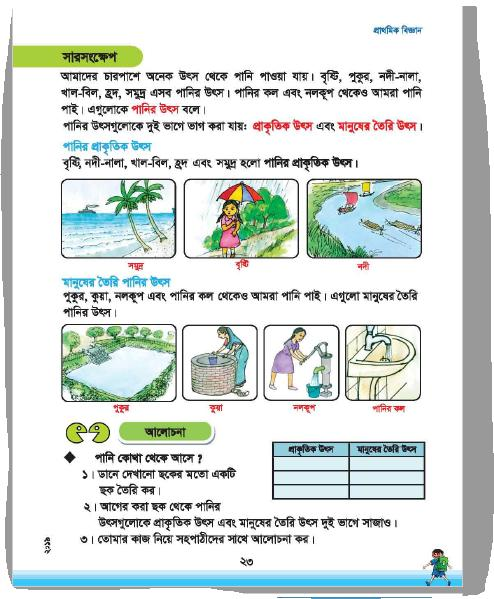 প্রাথমিক বিজ্ঞান
সারসংক্ষেপ
আমাদের চারপাশে অনেক উৎস থেকে পানি পাওয়া যায়। বৃষ্টি, পুকুর, নদী-নালা,
খাল-বিল, হ্রদ, সমুদ্র এসব পানির উৎস। পানির কল এবং নলকূপ থেকেও আমরা পানি
পাই। এগুলোকে পানির উৎস বলে।
পানির উৎসগুলোকে দুই ভাগে ভাগ করা যায়: প্রাকৃতিক উৎস এবং মানুষের তৈরি উৎস।
পানির প্রাকৃতিক উৎস
বৃষ্টি, নদী-নালা, খাল-বিল, হ্রদ এবং সমুদ্র হলো পানির প্রাকৃতিক উৎস।
সমুদ্র বৃষ্টি নদী
মানুষের তৈরি পানির উৎস
পুকুর, কুয়া, নলকূপ এবং পানির কল থেকেও আমরা পানি পাই। এগুলো মানুষের তৈরি
পানির উৎস।
পুকুর কুয়া নলকূপ পানির কল
আলোচনা
◆ পানি কোথা থেকে আসে ?
প্রাকৃতিক উৎস মানুষের তৈরি উৎস
১। ডানে দেখানো ছকের মতো একটি
ছক তৈরি কর।
২। আগের করা ছক থেকে পানির
উৎসগুলোকে প্রাকৃতিক উৎস এবং মানুষের তৈরি উৎস দুই ভাগে সাজাও।
৩। তোমার কাজ নিয়ে সহপাঠীদের সাথে আলোচনা কর।
২০১৯
২৩